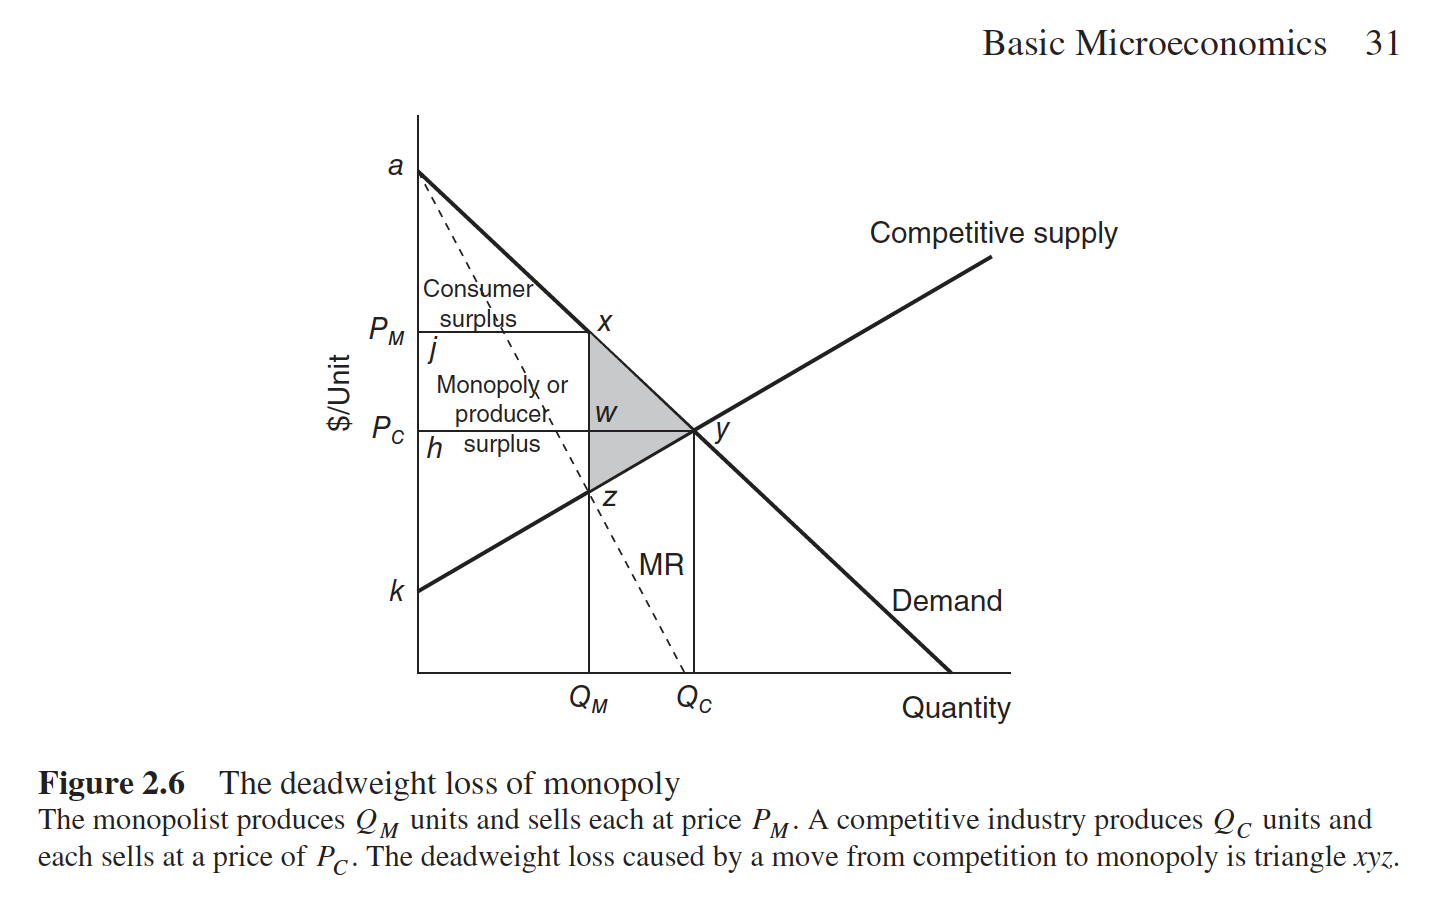 Basic Microeconomics 31
a
Competitive supply
Consumer
surplus
P_M
x
j
$/Unit
Monopoly or
producer
w
P_C
y
h
surplus
z
MR
k
Demand
Q_M
Q_C
Quantity
Figure 2.6 The deadweight loss of monopoly
The monopolist produces Q_M units and sells each at price P_M. A competitive industry produces Q_C units and
each sells at a price of P_C. The deadweight loss caused by a move from competition to monopoly is triangle xyz.